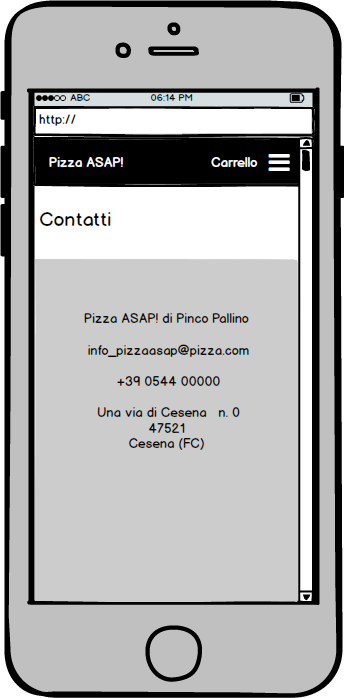 ABC 06:14 PM
http://
Pizza ASAP! Carrello
Contatti
Pizza ASAP! di Pinco Pallino
info_pizzaasap@pizza.com
+39 0544 00000
Una via di Cesena n. 0
47521
Cesena (FC)